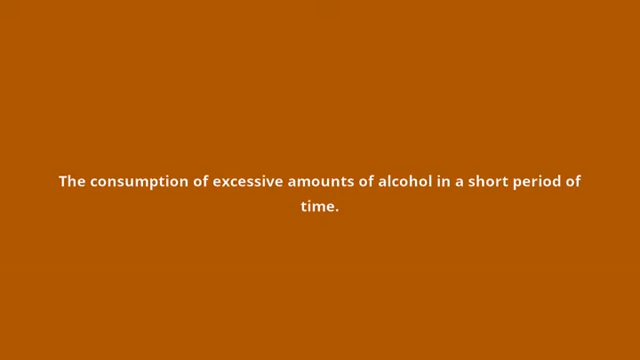 The consumption of excessive amounts of alcohol in a short period of
time.